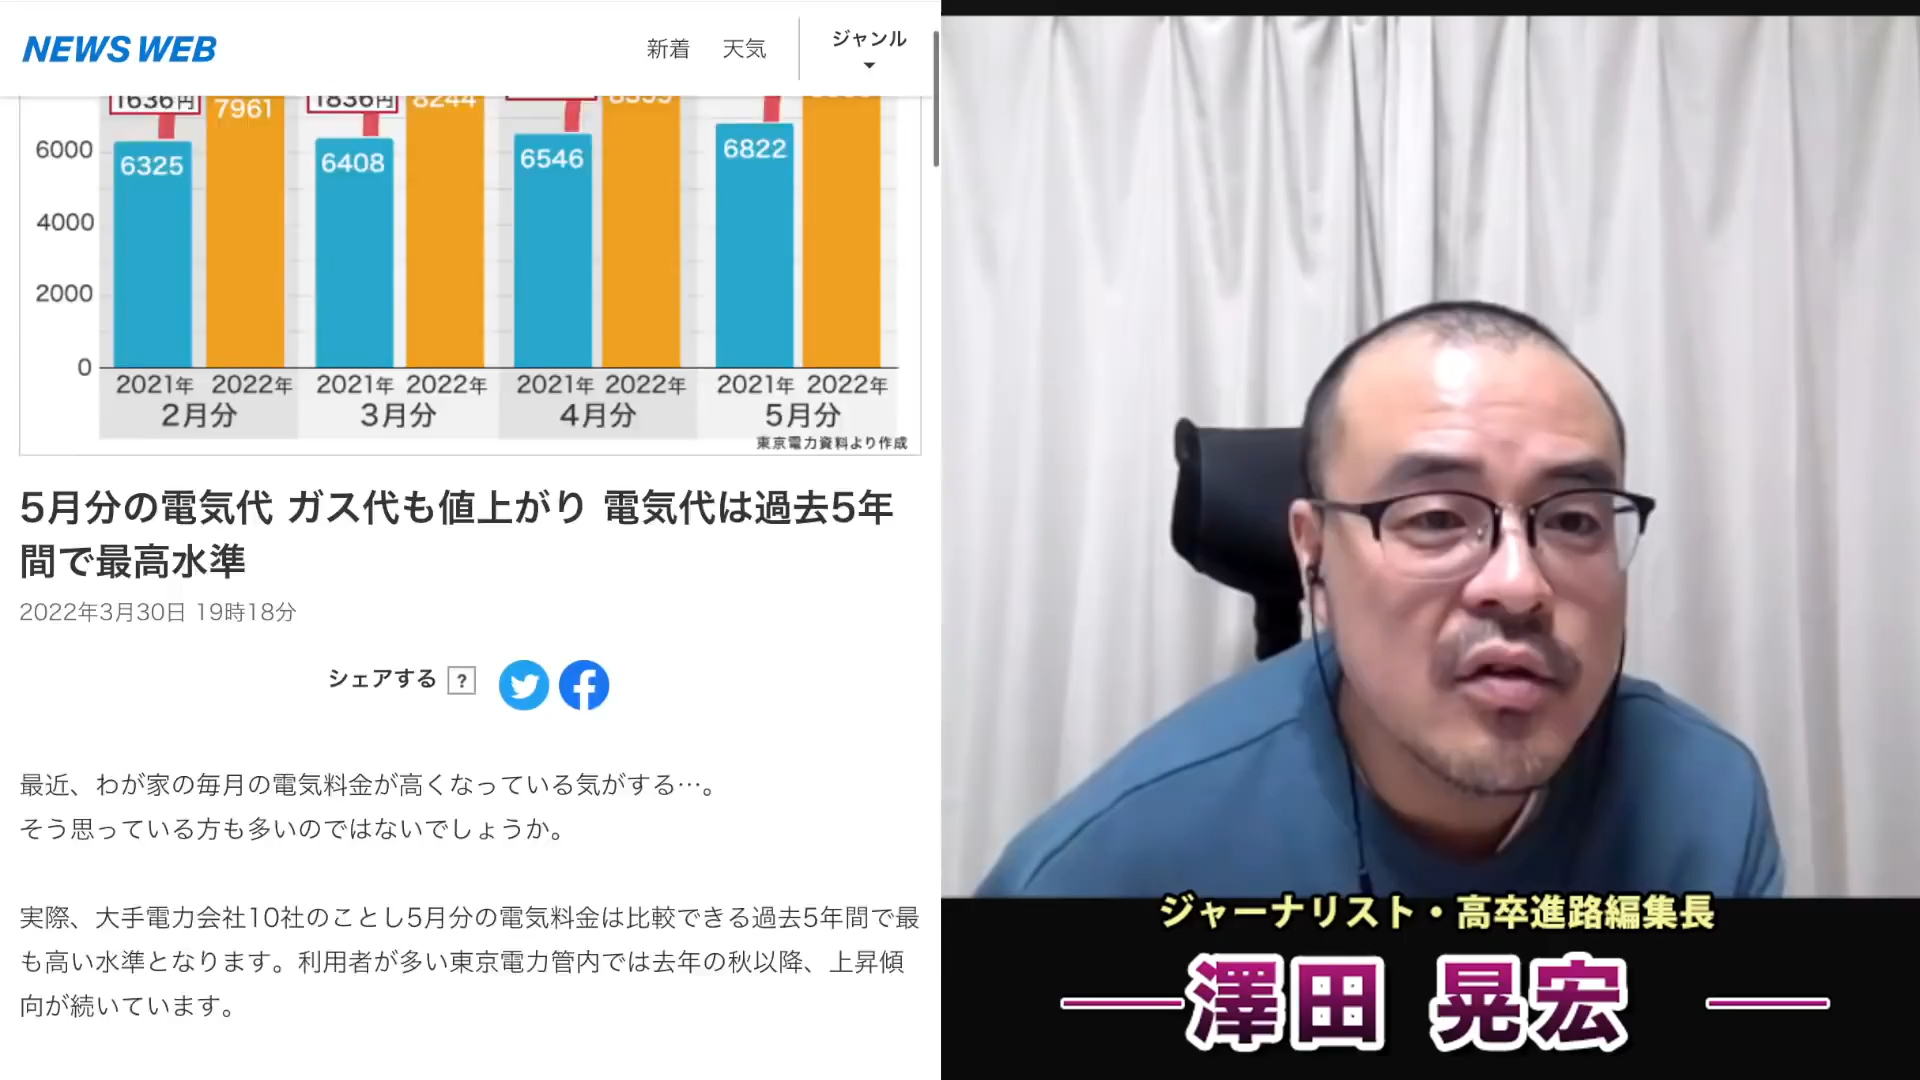 NEWS WEB
新着 天気 ジャンル
1636円 7961 1836円 8244 8359
6000 6325 6408 6546 6822
4000
2000
0
2021年 2022年 2021年 2022年 2021年 2022年 2021年 2022年
2月分 3月分 4月分 5月分
東京電力資料より作成
5月分の電気代 ガス代も値上がり 電気代は過去5年
間で最高水準
2022年3月30日 19時18分
シェアする ?
最近、わが家の毎月の電気料金が高くなっている気がする…。
そう思っている方も多いのではないでしょうか。
実際、大手電力会社10社のことし5月分の電気料金は比較できる過去5年間で最
も高い水準となります。利用者が多い東京電力管内では去年の秋以降、上昇傾
向が続いています。
ジャーナリスト・高卒進路編集長
澤田 晃宏